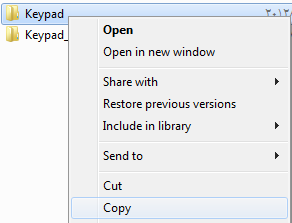 Keypad ۲۰۱۲
Keypad_
Open
Open in new window
Share with
Restore previous versions
Include in library
Send to
Cut
Copy